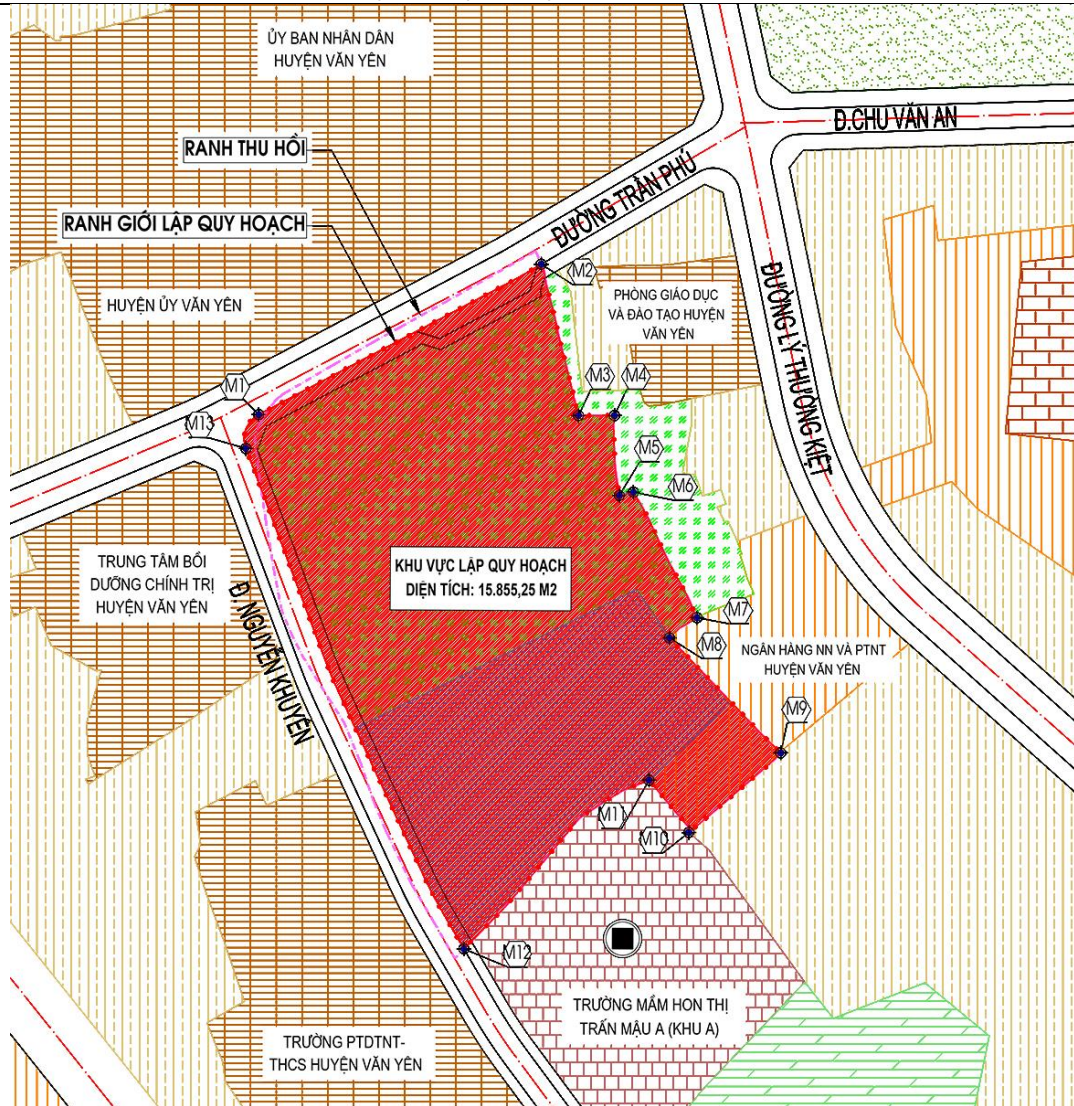 ỦY BAN NHÂN DÂN
HUYỆN VĂN YÊN
Đ.CHU VĂN AN
RANH THU HỒI
ĐƯỜNG TRẦN PHÚ
RANH GIỚI LẬP QUY HOẠCH
M2
HUYỆN ỦY VĂN YÊN
PHÒNG GIÁO DỤC
VÀ ĐÀO TẠO HUYỆN
VĂN YÊN
ĐƯỜNG LÝ THƯỜNG KIỆT
M1
M3
M4
M13
M5
M6
TRUNG TÂM BỒI
DƯỠNG CHÍNH TRỊ
HUYỆN VĂN YÊN
KHU VỰC LẬP QUY HOẠCH
DIỆN TÍCH: 15.855,25 M2
Đ.NGUYỄN KHUYẾN
M7
M8
NGÂN HÀNG NN VÀ PTNT
HUYỆN VĂN YÊN
M9
M11
M10
M12
TRƯỜNG MẦM HON THỊ
TRẤN MẬU A (KHU A)
TRƯỜNG PTDTNT-
THCS HUYỆN VĂN YÊN